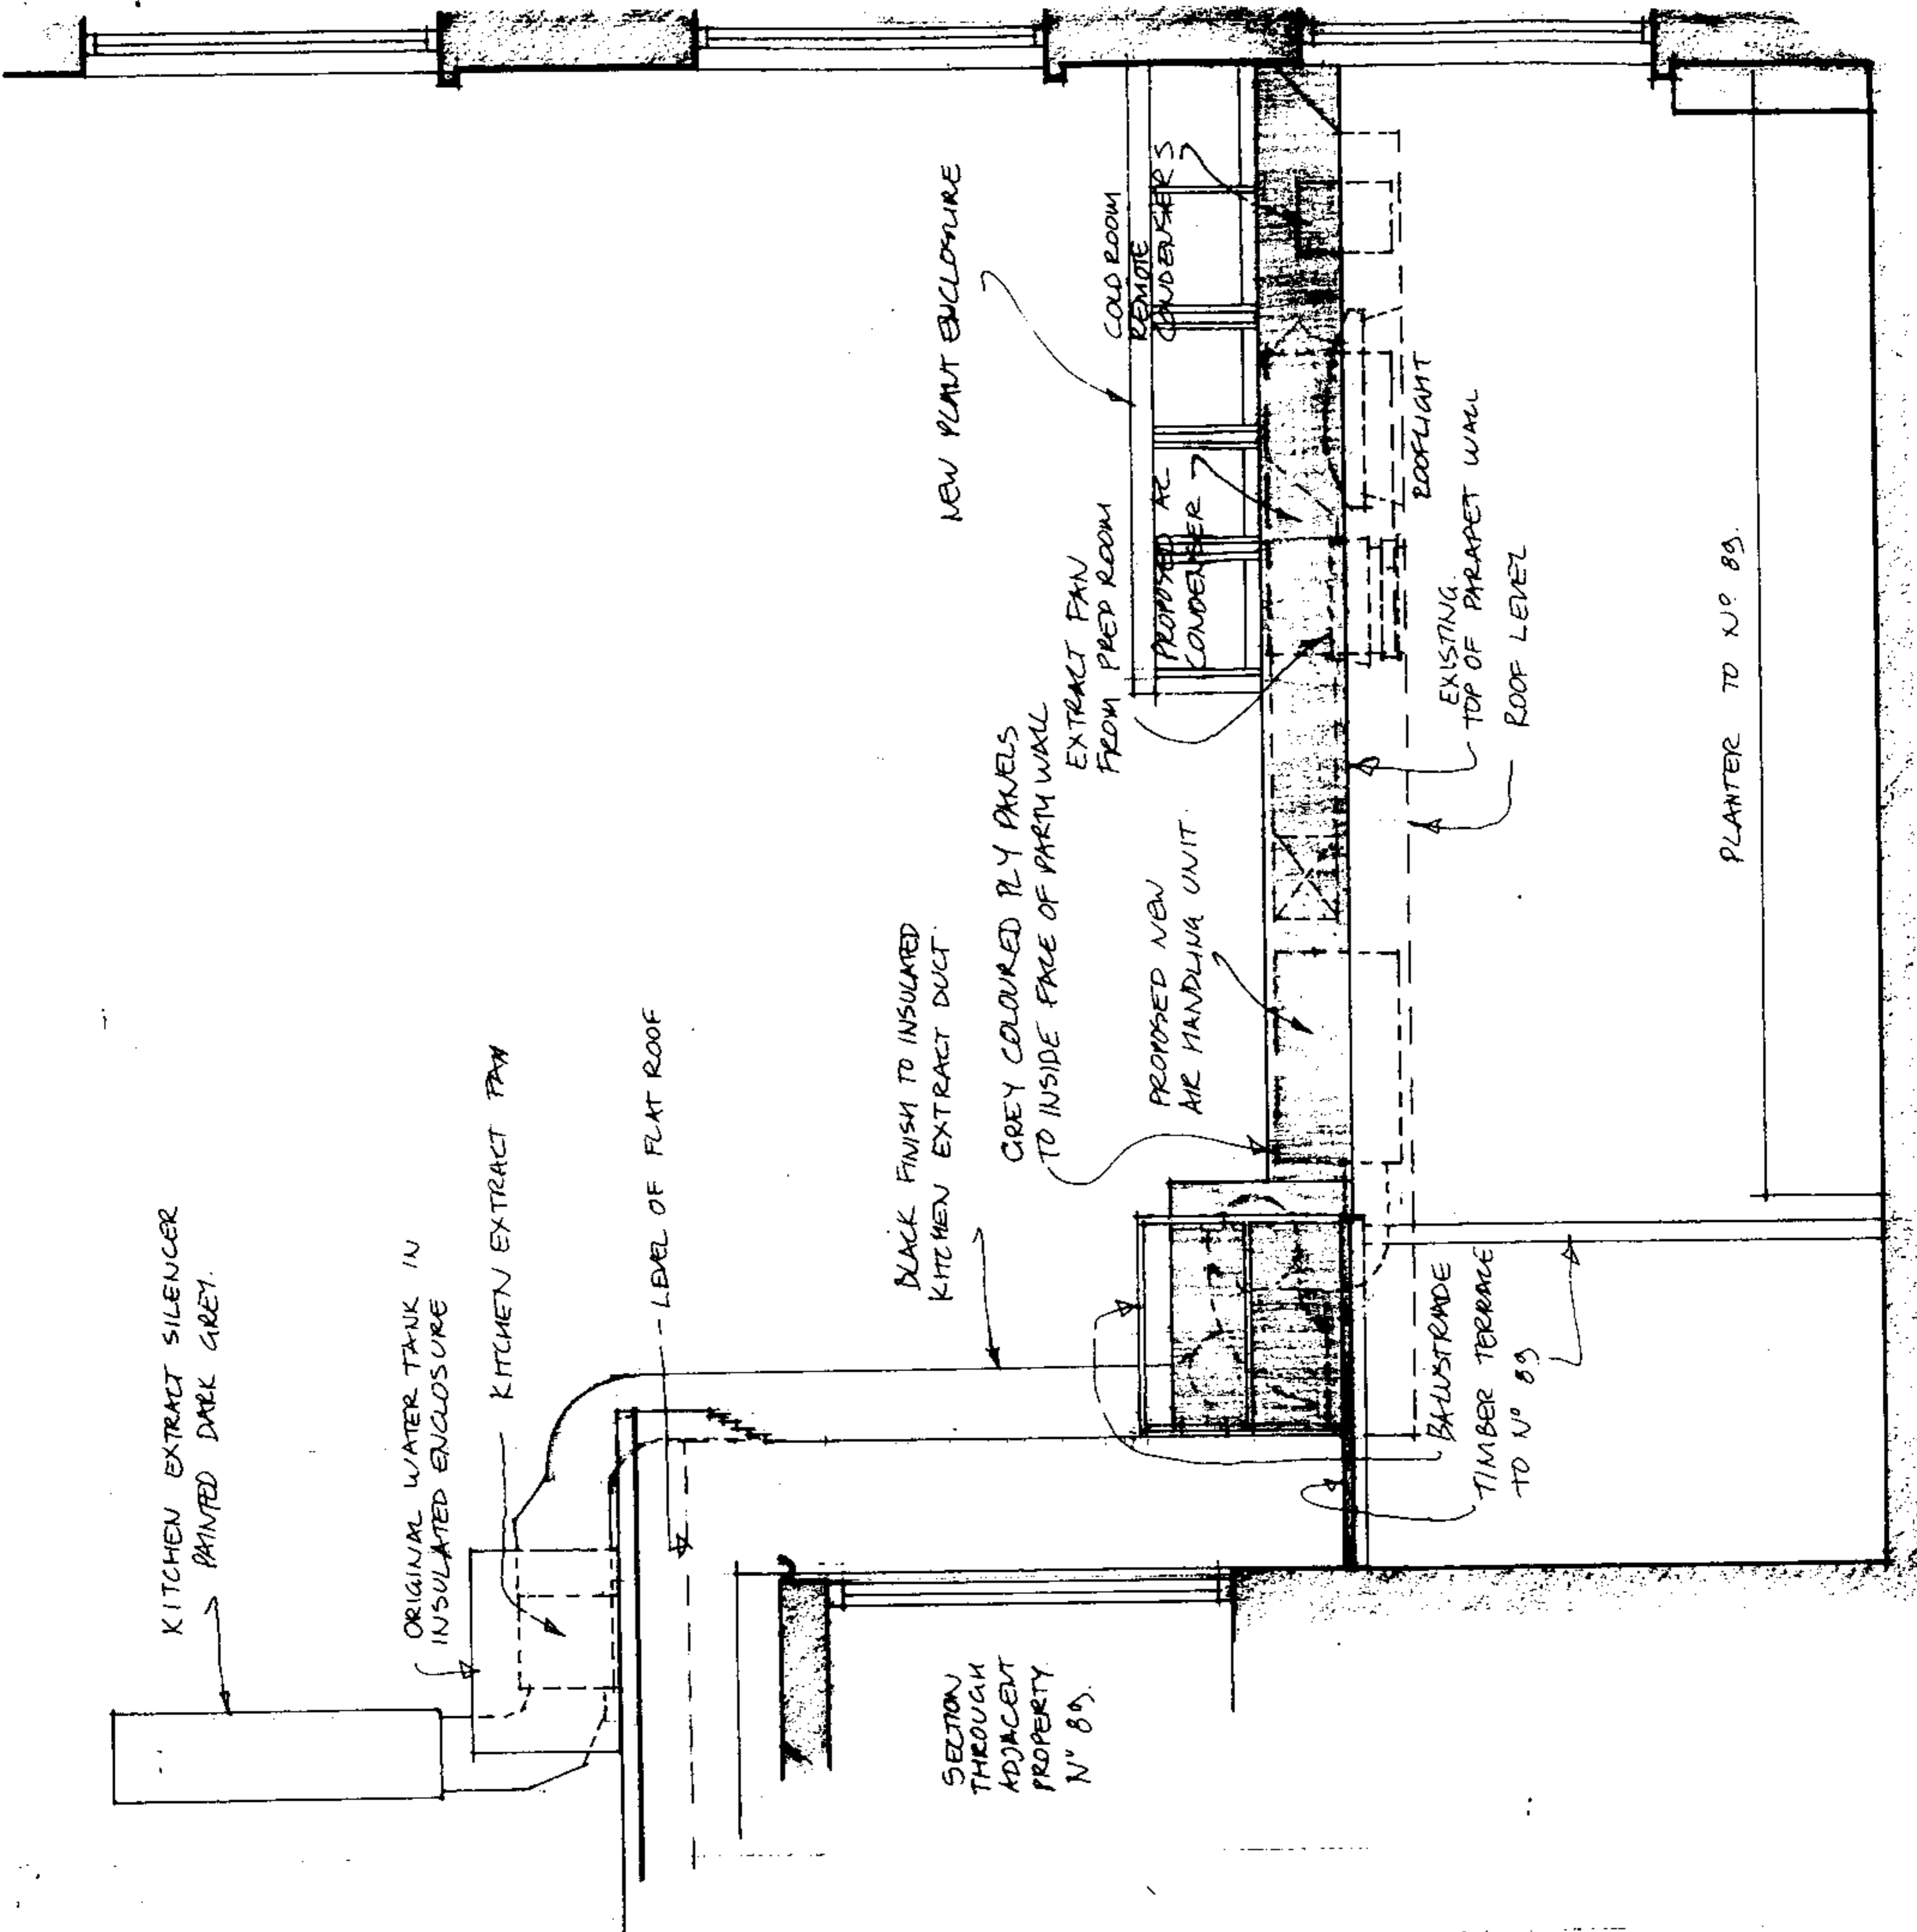 KITCHEN EXTRACT SILENCER
PAINTED DARK GREY.
ORIGINAL WATER TANK IN
INSULATED ENCLOSURE
KITCHEN EXTRACT FAN
LEVEL OF FLAT ROOF
BLACK FINISH TO INSULATED
KITCHEN EXTRACT DUCT.
GREY COLOURED PLY PANELS
TO INSIDE FACE OF PARTY WALL
NEW PLANT ENCLOSURE
EXTRACT FAN
FROM PREP ROOM
COLD ROOM
REMOTE
CONDENSERS
PROPOSED AC
CONDENSER
PROPOSED NEW
AIR HANDLING UNIT.
ROOFLIGHT
EXISTING
TOP OF PARAPET WALL
ROOF LEVEL
SECTION
THROUGH
ADJACENT
PROPERTY.
Nº 89.
BALUSTRADE
TIMBER TERRACE
TO Nº 89
PLANTER TO Nº 89.